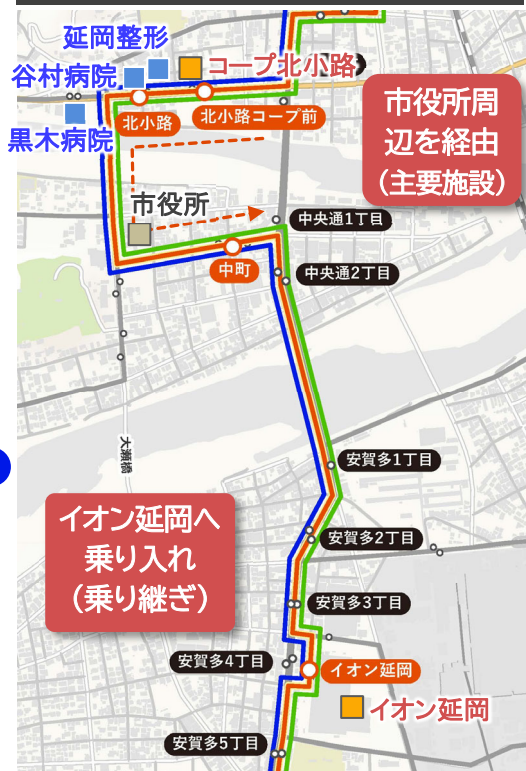 延岡整形
谷村病院
コープ北小路
黒木病院
北小路
北小路コープ前
市役所周
辺を経由
（主要施設）
市役所
中央通1丁目
中町
中央通2丁目
大瀬橋
安賀多1丁目
イオン延岡へ
乗り入れ
（乗り継ぎ）
安賀多2丁目
安賀多3丁目
安賀多4丁目
イオン延岡
イオン延岡
安賀多5丁目